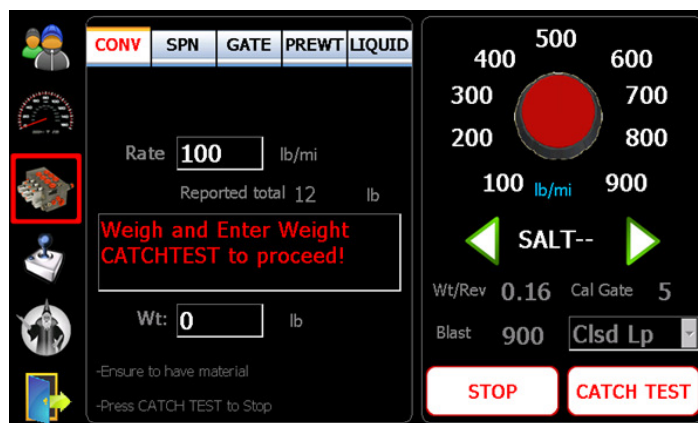 CONV SPN GATE PREWT LIQUID
Rate 100 lb/mi
Reported total 12 lb
Weigh and Enter Weight
CATCHTEST to proceed!
Wt: 0 lb
-Ensure to have material
-Press CATCH TEST to Stop
500
400 600
300 700
200 800
100 lb/mi 900
SALT--
Wt/Rev 0.16 Cal Gate 5
Blast 900 Clsd Lp
STOP CATCH TEST